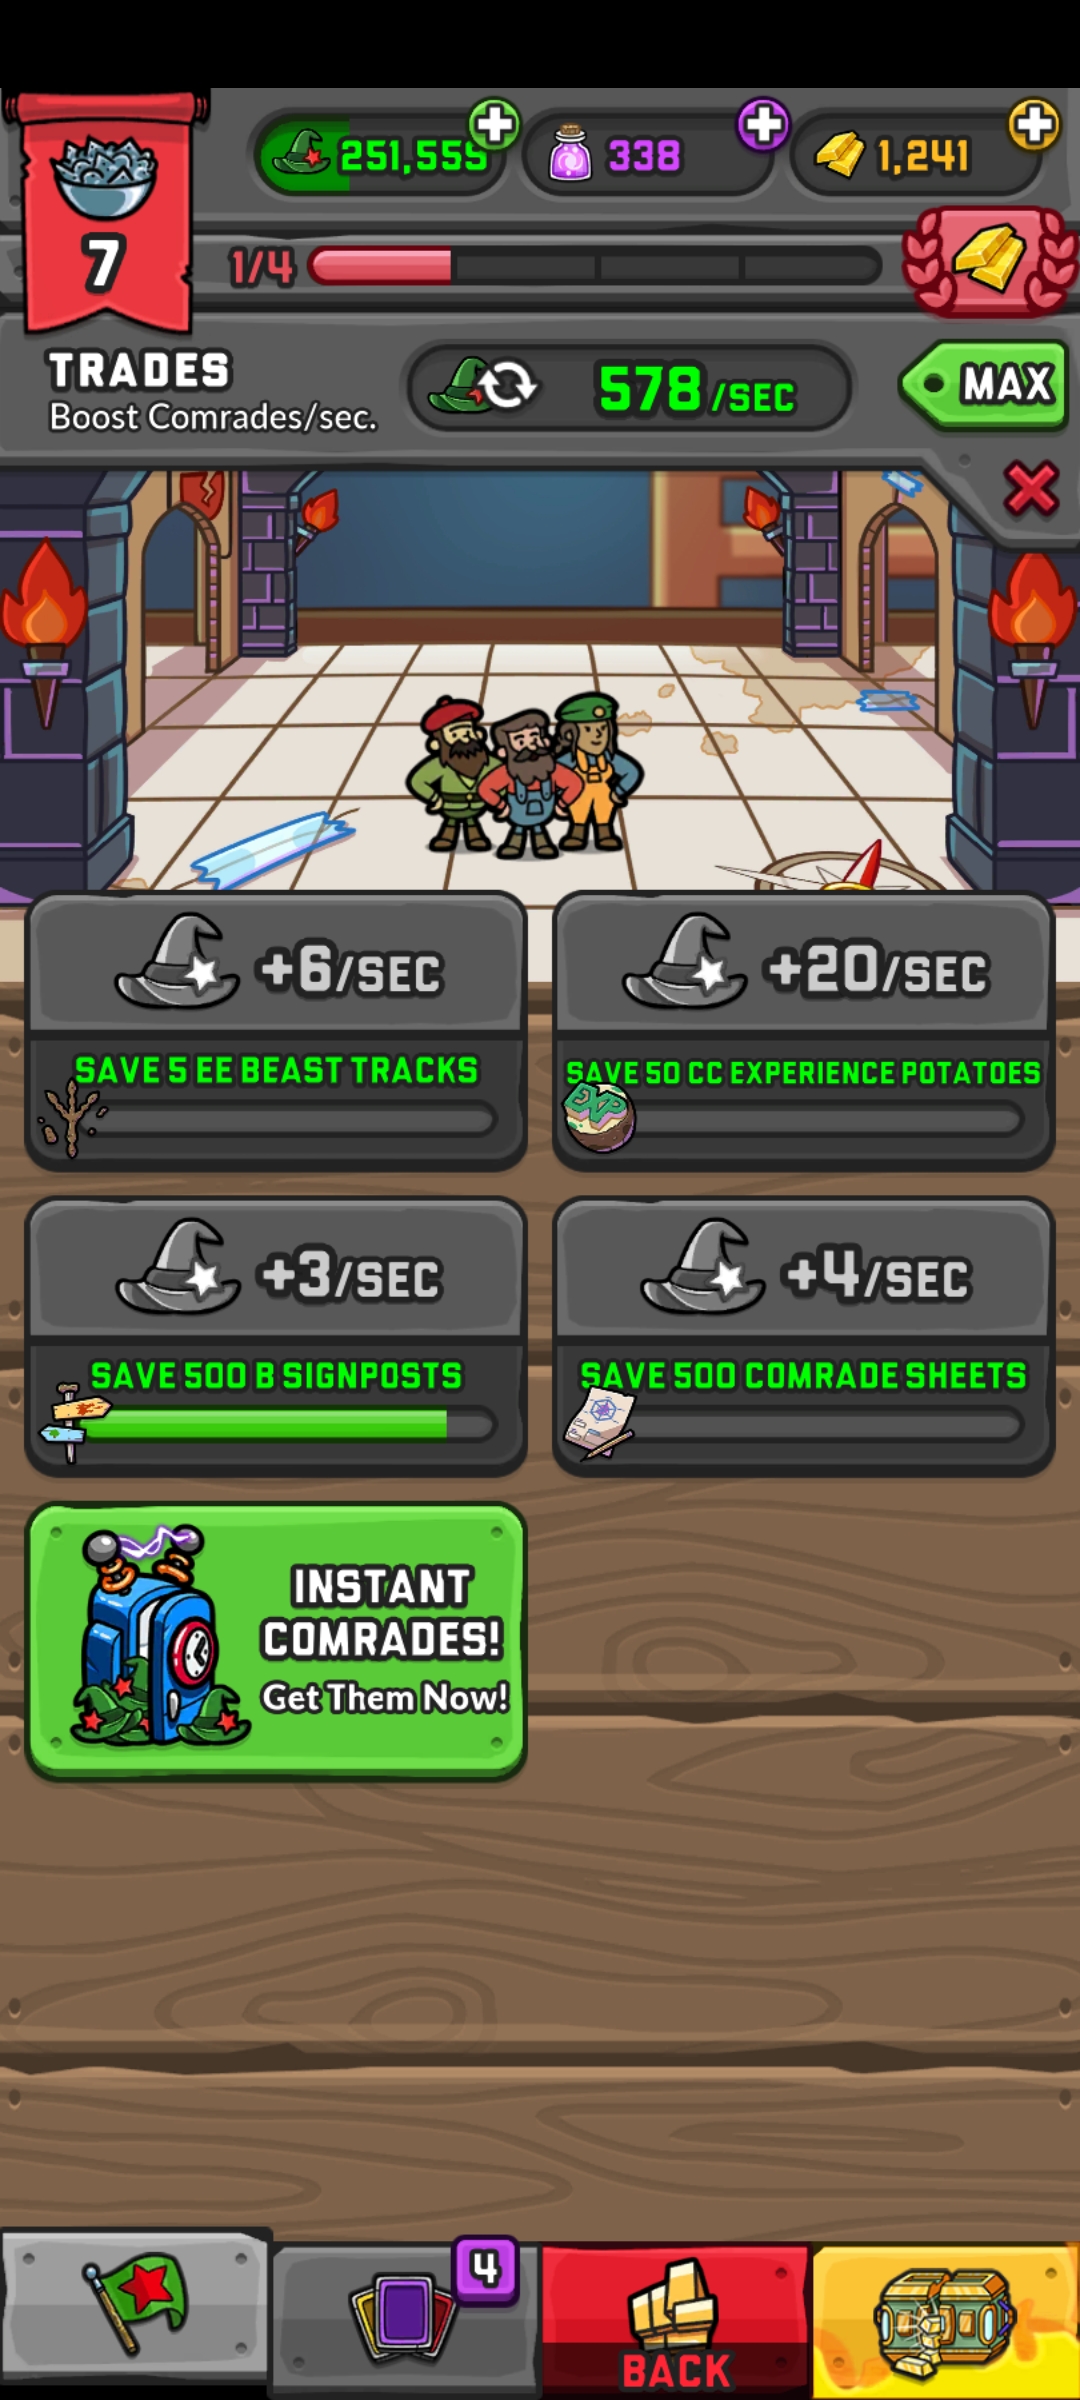 251,555
338
1,241
7
1/4
TRADES
Boost Comrades/sec.
578/SEC
MAX
+6/SEC
+20/SEC
SAVE 5 EE BEAST TRACKS
SAVE 50 CC EXPERIENCE POTATOES
EXP
+3/SEC
+4/SEC
SAVE 500 B SIGNPOSTS
SAVE 500 COMRADE SHEETS
INSTANT
COMRADES!
Get Them Now!
4
BACK